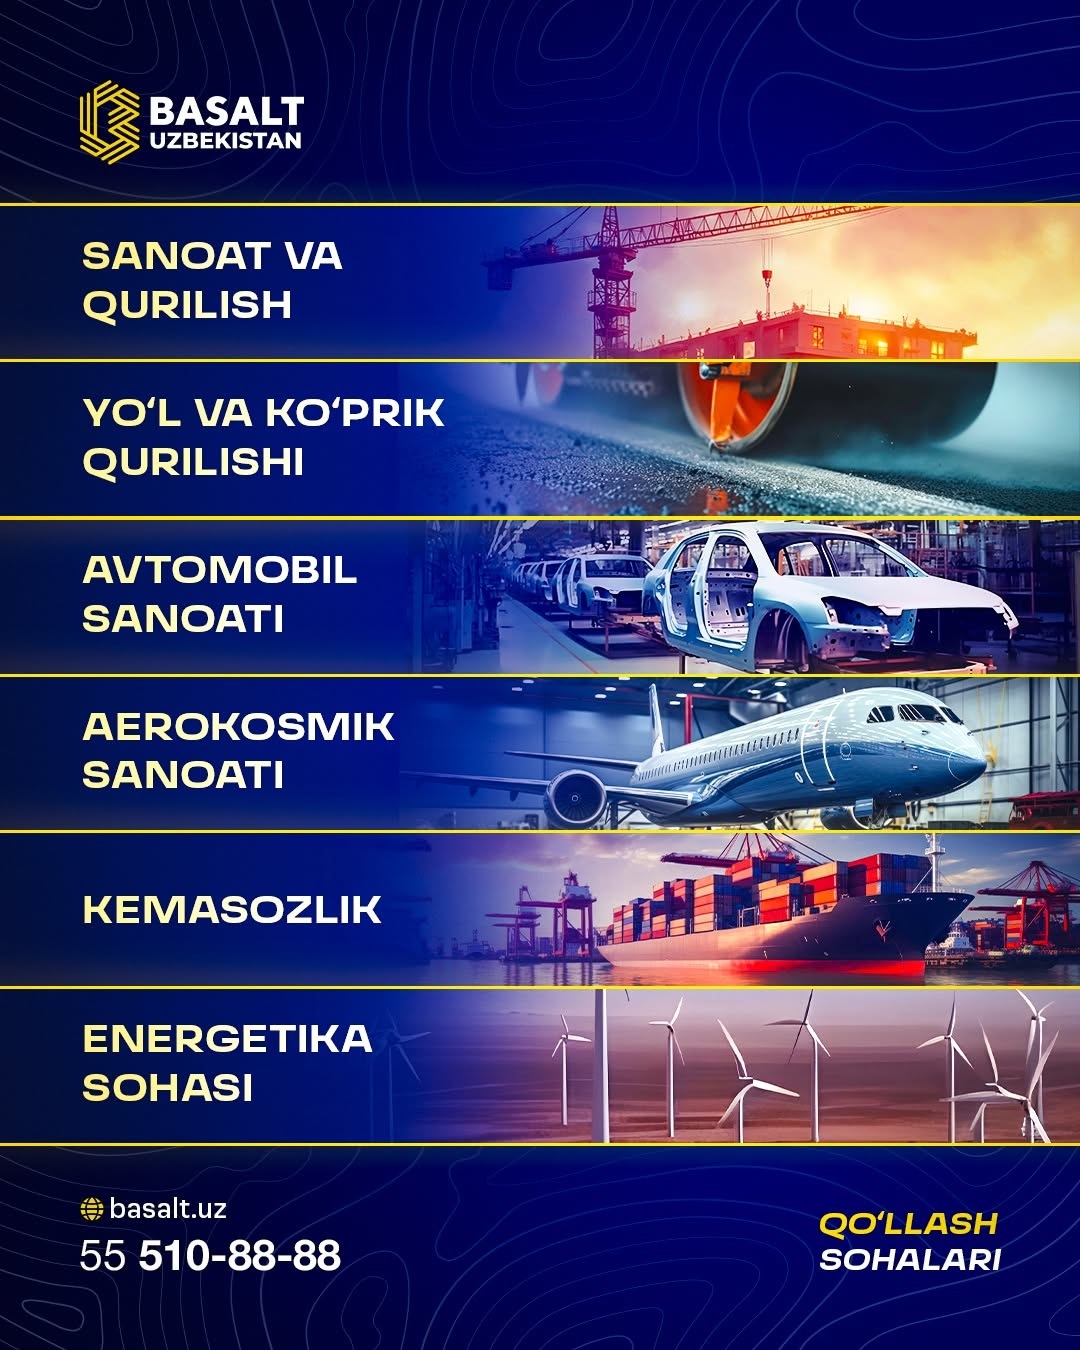 BASALT
UZBEKISTAN
SANOAT VA
QURILISH
YO‘L VA KO‘PRIK
QURILISHI
AVTOMOBIL
SANOATI
AEROKOSMIK
SANOATI
KEMASOZLIK
ENERGETIKA
SOHASI
basalt.uz
55 510-88-88
QO‘LLASH
SOHALARI